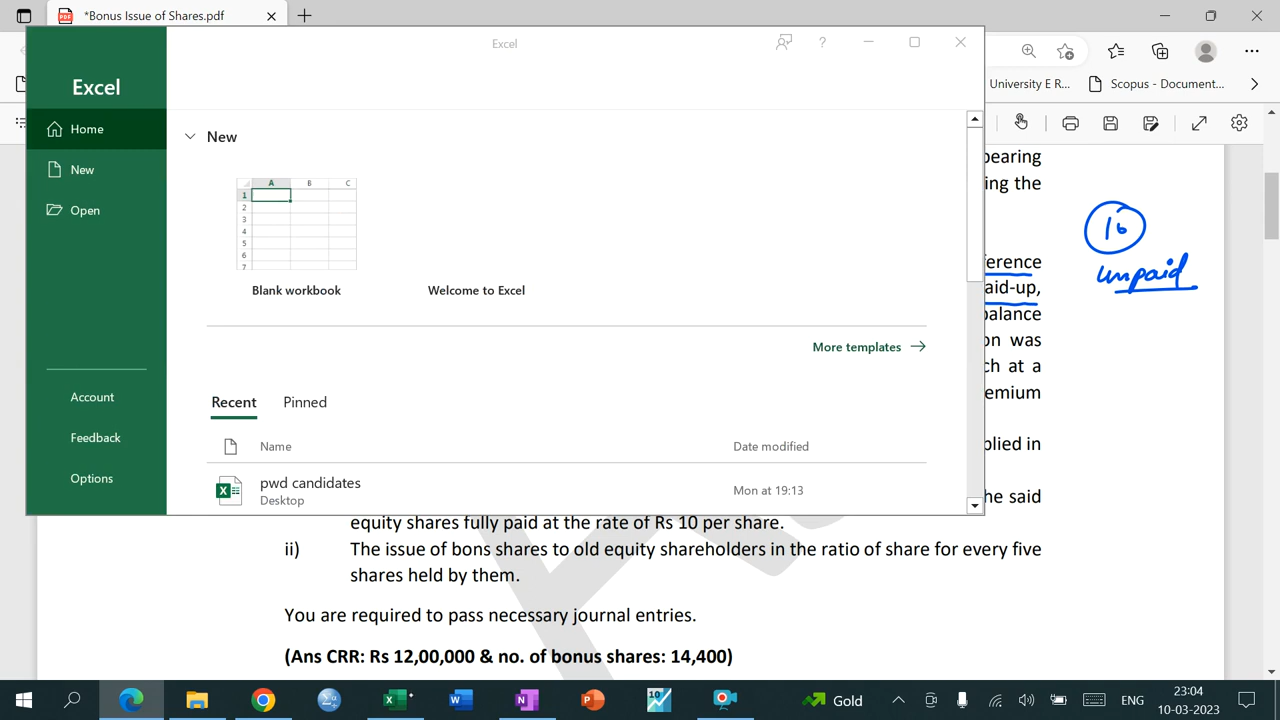 *Bonus Issue of Shares.pdf
Excel
Excel
Home
New
Open
Account
Feedback
Options
New
A B C
1
2
3
4
5
6
7
Blank workbook
Welcome to Excel
More templates
Recent
Pinned
Name
Date modified
pwd candidates
Desktop
Mon at 19:13
University E R...
Scopus - Document...
bearing
ing the
ference
aid-up,
balance
on was
ch at a
emium
plied in
he said
16
unpaid
equity shares fully paid at the rate of Rs 10 per share.
ii) The issue of bons shares to old equity shareholders in the ratio of share for every five
shares held by them.
You are required to pass necessary journal entries.
(Ans CRR: Rs 12,00,000 & no. of bonus shares: 14,400)
Gold
ENG
23:04
10-03-2023